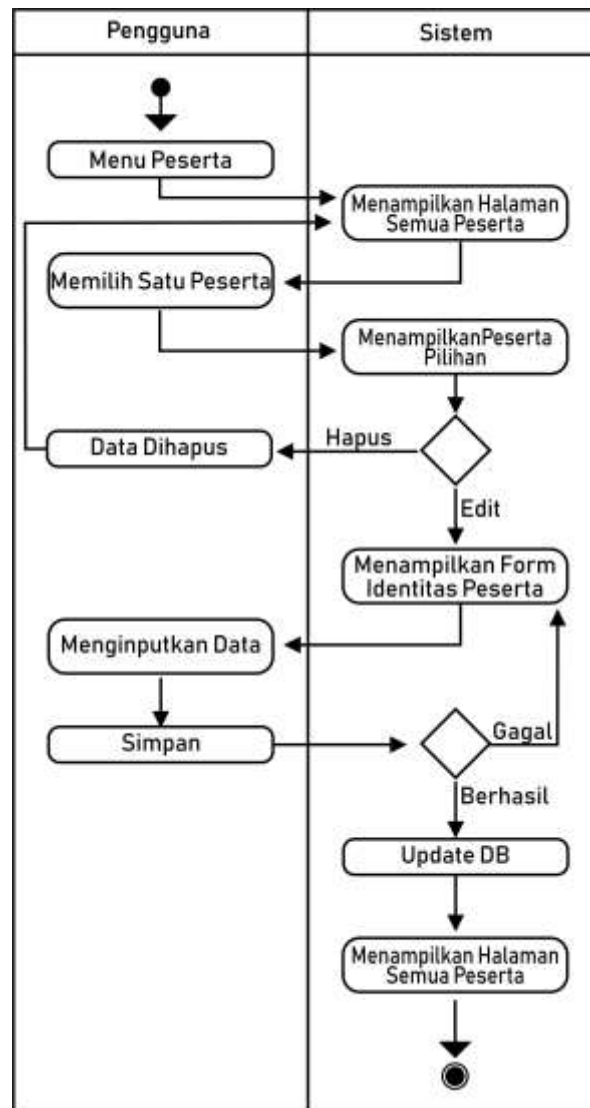 Pengguna
Sistem
Menu Peserta
Menampilkan Halaman
Semua Peserta
Memilih Satu Peserta
MenampilkanPeserta
Pilihan
Hapus
Data Dihapus
Edit
Menampilkan Form
Identitas Peserta
Menginputkan Data
Simpan
Gagal
Berhasil
Update DB
Menampilkan Halaman
Semua Peserta